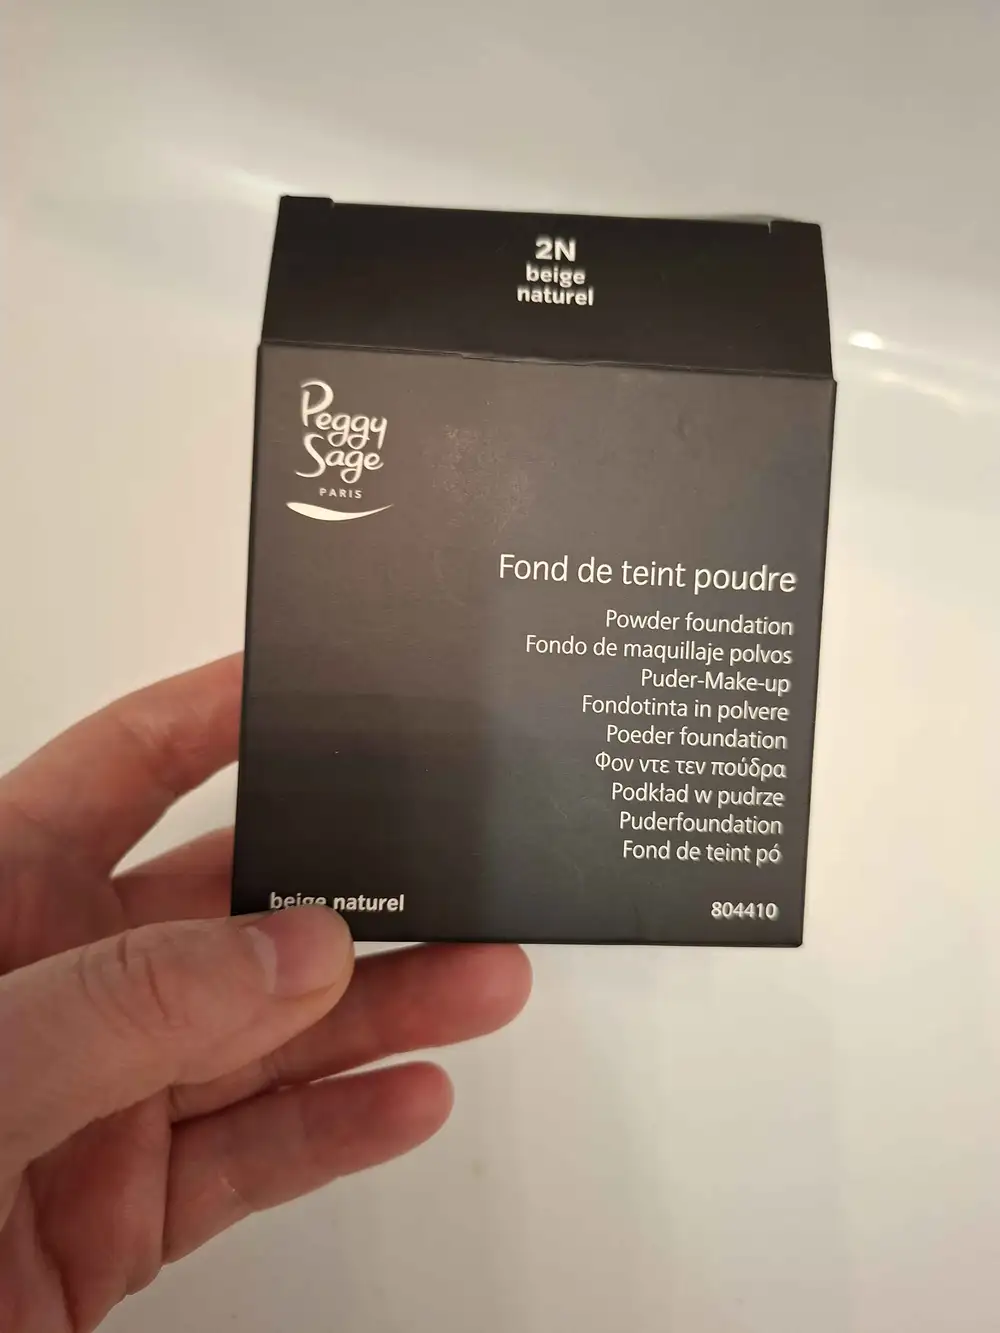 2N
beige
naturel
Peggy
Sage
PARIS
Fond de teint poudre
Powder foundation
Fondo de maquillaje polvos
Puder-Make-up
Fondotinta in polvere
Poeder foundation
Φον ντε τεν πούδρα
Podkład w pudrze
Puderfoundation
Fond de teint pó
beige naturel
804410